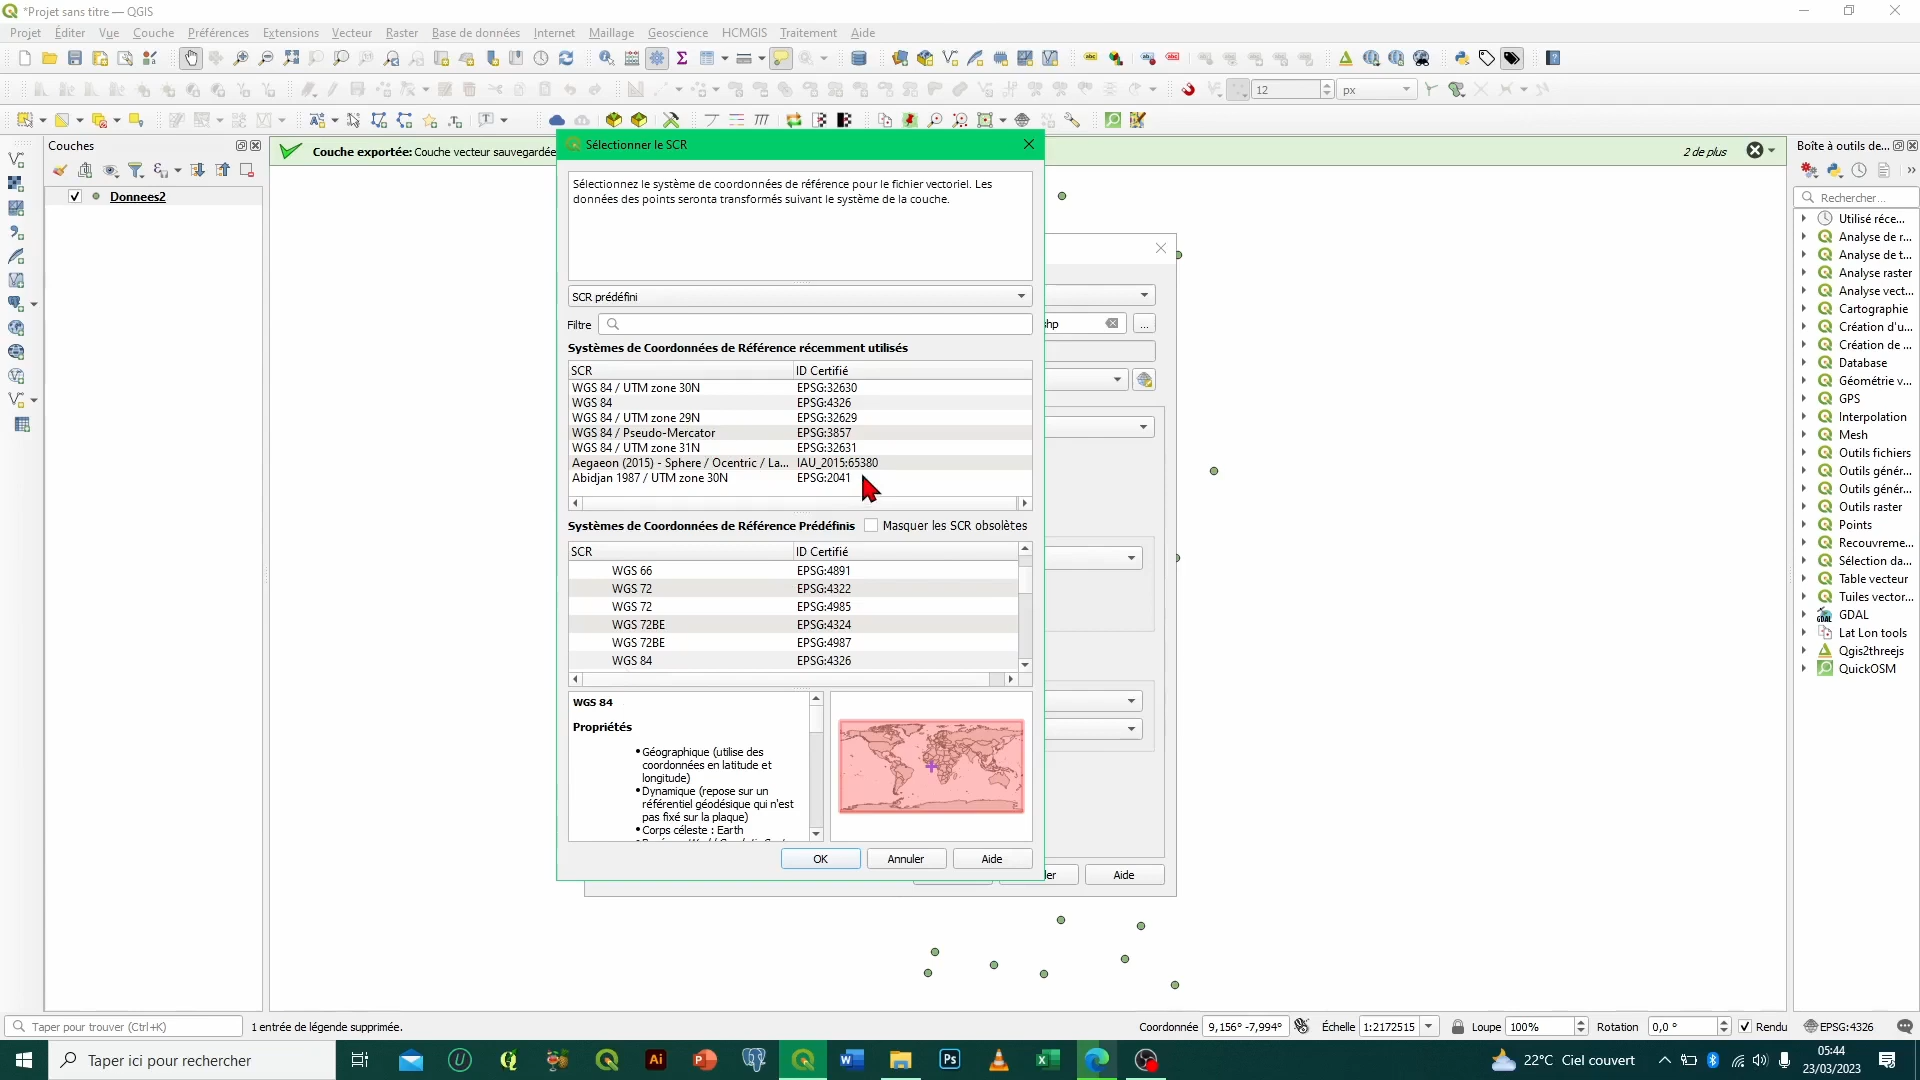 *Projet sans titre — QGIS
Projet Éditer Vue Couche Préférences Extensions Vecteur Raster Base de données Internet Maillage Geoscience HCMGIS Traitement Aide
12 px
Couches
Donnees2
Couche exportée: Couche vecteur sauvegardée
2 de plus
Sélectionner le SCR
Sélectionnez le système de coordonnées de référence pour le fichier vectoriel. Les
données des points seronta transformés suivant le système de la couche.
SCR prédéfini
Filtre
hp
...
Systèmes de Coordonnées de Référence récemment utilisés
SCR ID Certifié
WGS 84 / UTM zone 30N EPSG:32630
WGS 84 EPSG:4326
WGS 84 / UTM zone 29N EPSG:32629
WGS 84 / Pseudo-Mercator EPSG:3857
WGS 84 / UTM zone 31N EPSG:32631
Aegaeon (2015) - Sphere / Ocentric / La... IAU_2015:65380
Abidjan 1987 / UTM zone 30N EPSG:2041
Systèmes de Coordonnées de Référence Prédéfinis Masquer les SCR obsolètes
SCR ID Certifié
WGS 66 EPSG:4891
WGS 72 EPSG:4322
WGS 72 EPSG:4985
WGS 72BE EPSG:4324
WGS 72BE EPSG:4987
WGS 84 EPSG:4326
WGS 84
Propriétés
• Géographique (utilise des
coordonnées en latitude et
longitude)
• Dynamique (repose sur un
référentiel géodésique qui n'est
pas fixé sur la plaque)
• Corps céleste : Earth
OK Annuler Aide
ler Aide
Boîte à outils de...
Rechercher...
Utilisé réce...
Analyse de r...
Analyse de t...
Analyse raster
Analyse vect...
Cartographie
Création d'u...
Création de ...
Database
Géométrie v...
GPS
Interpolation
Mesh
Outils fichiers
Outils génér...
Outils génér...
Outils raster
Points
Recouvreme...
Sélection da...
Table vecteur
Tuiles vector...
GDAL
Lat Lon tools
Qgis2threejs
QuickOSM
Taper pour trouver (Ctrl+K) 1 entrée de légende supprimée. Coordonnée 9,156° -7,994° Échelle 1:2172515 Loupe 100% Rotation 0,0 ° Rendu EPSG:4326
Taper ici pour rechercher
22°C Ciel couvert
05:44
23/03/2023